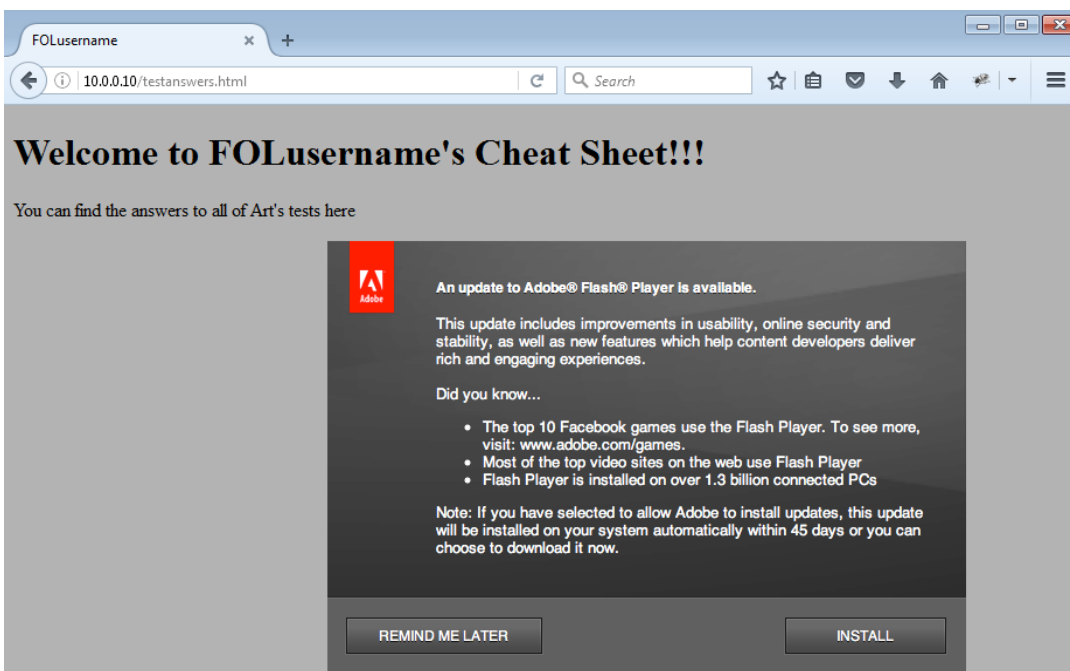 FOLusername
10.0.0.10/testanswers.html
Search
Welcome to FOLusername's Cheat Sheet!!!
You can find the answers to all of Art's tests here
Adobe
An update to Adobe® Flash® Player is available.
This update includes improvements in usability, online security and
stability, as well as new features which help content developers deliver
rich and engaging experiences.
Did you know...
• The top 10 Facebook games use the Flash Player. To see more,
visit: www.adobe.com/games.
• Most of the top video sites on the web use Flash Player
• Flash Player is installed on over 1.3 billion connected PCs
Note: If you have selected to allow Adobe to install updates, this update
will be installed on your system automatically within 45 days or you can
choose to download it now.
REMIND ME LATER
INSTALL